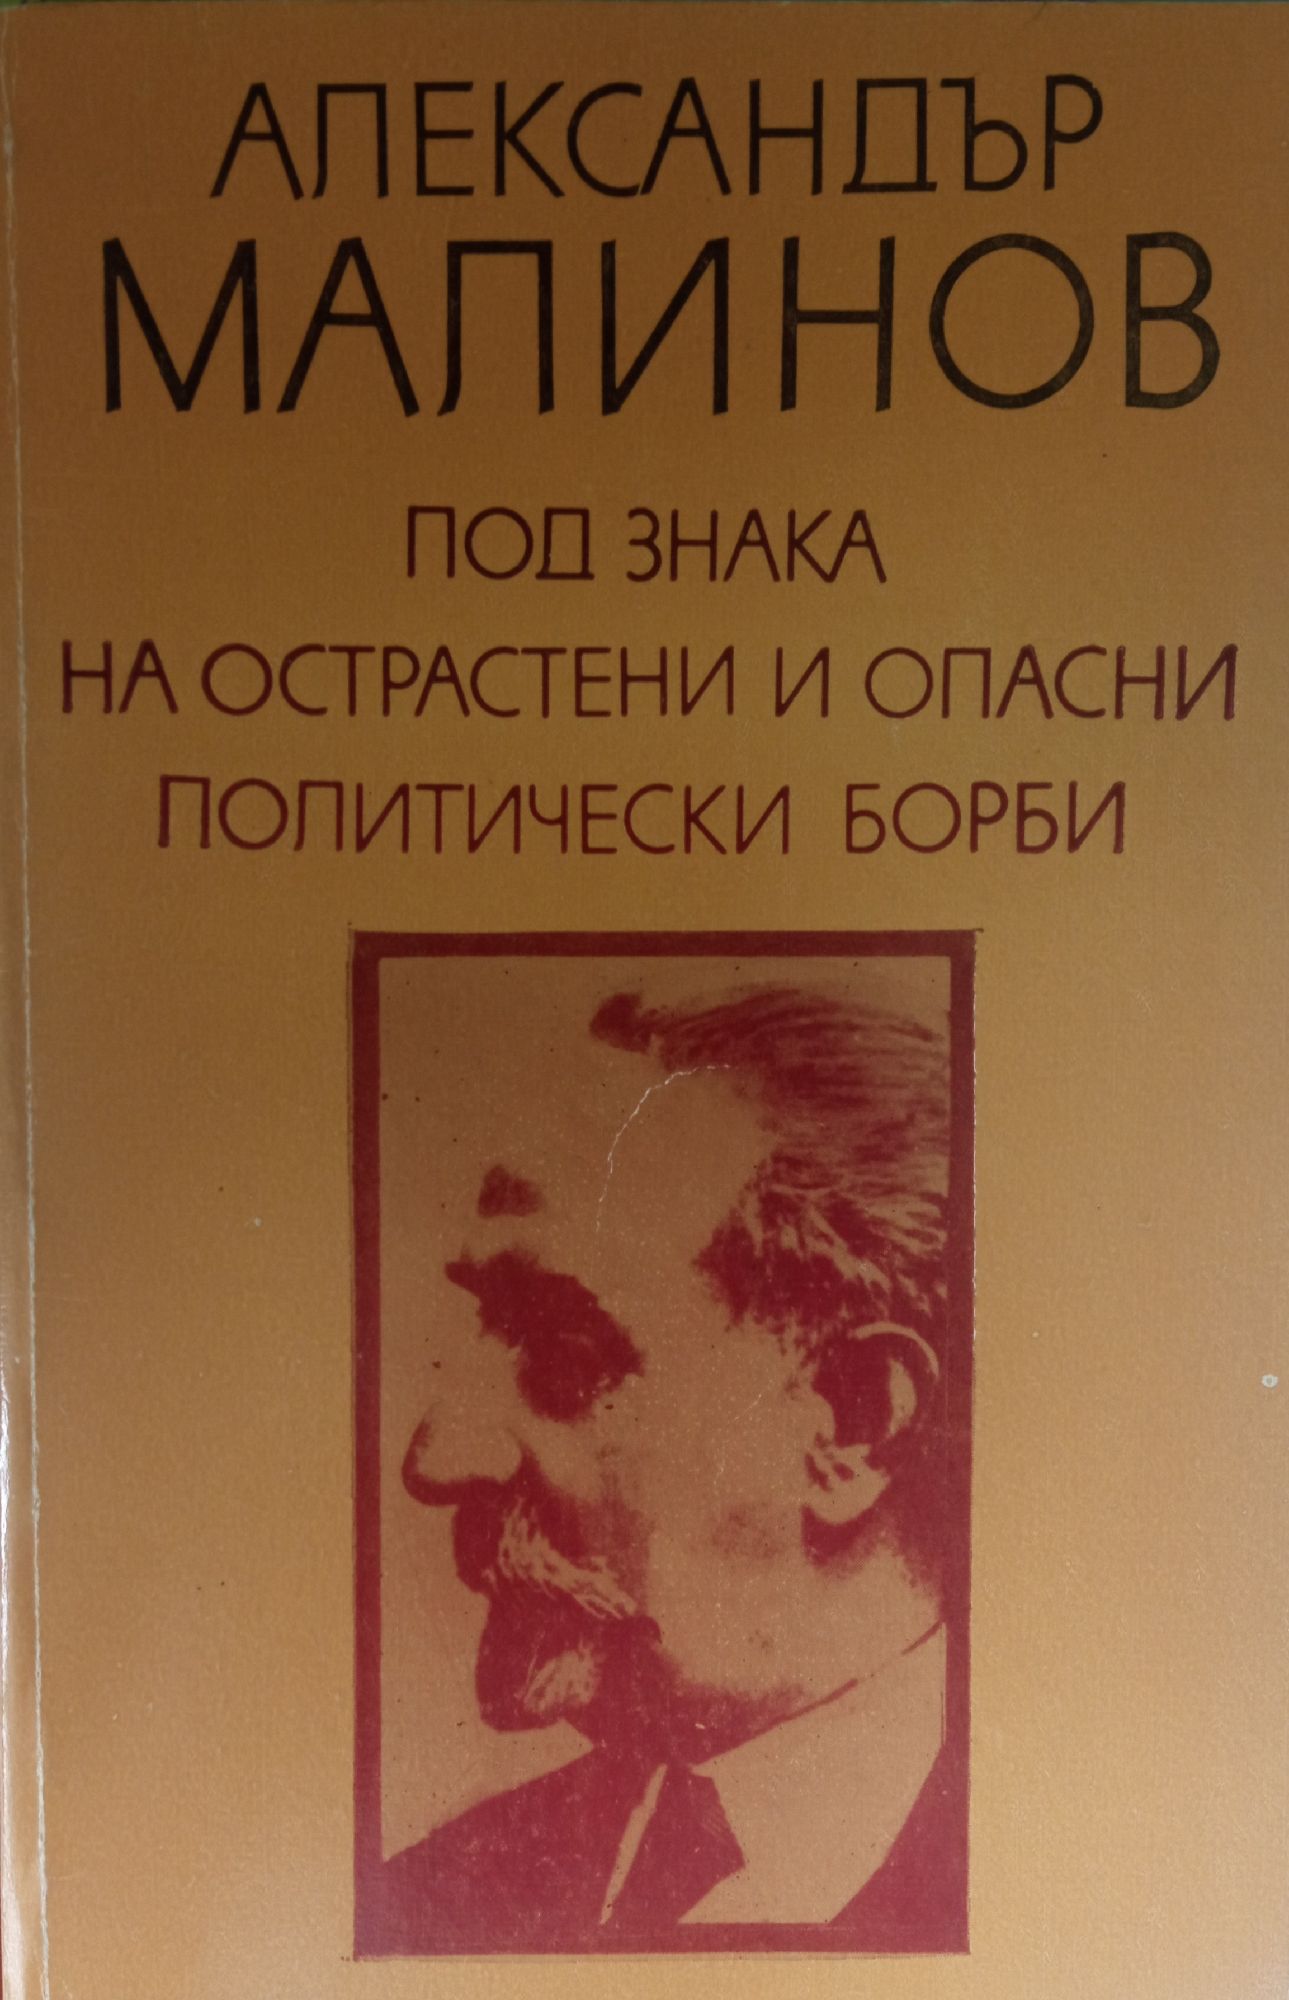 АЛЕКСАНДЪР
МАЛИНОВ
ПОД ЗНАКА
НА ОСТРАСТЕНИ И ОПАСНИ
ПОЛИТИЧЕСКИ БОРБИ